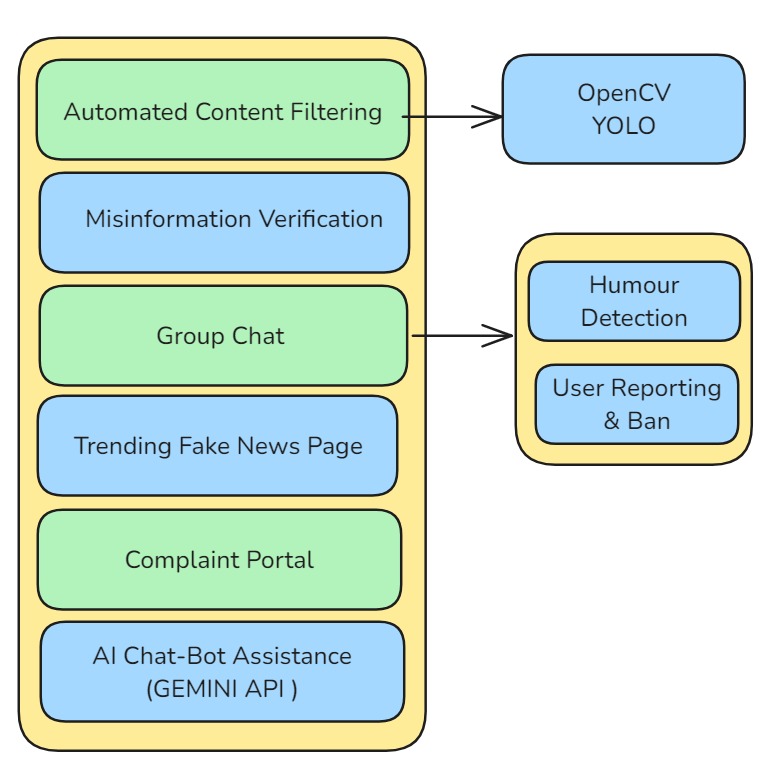 Automated Content Filtering
OpenCV
YOLO
Misinformation Verification
Group Chat
Humour
Detection
User Reporting
& Ban
Trending Fake News Page
Complaint Portal
AI Chat-Bot Assistance
(GEMINI API )